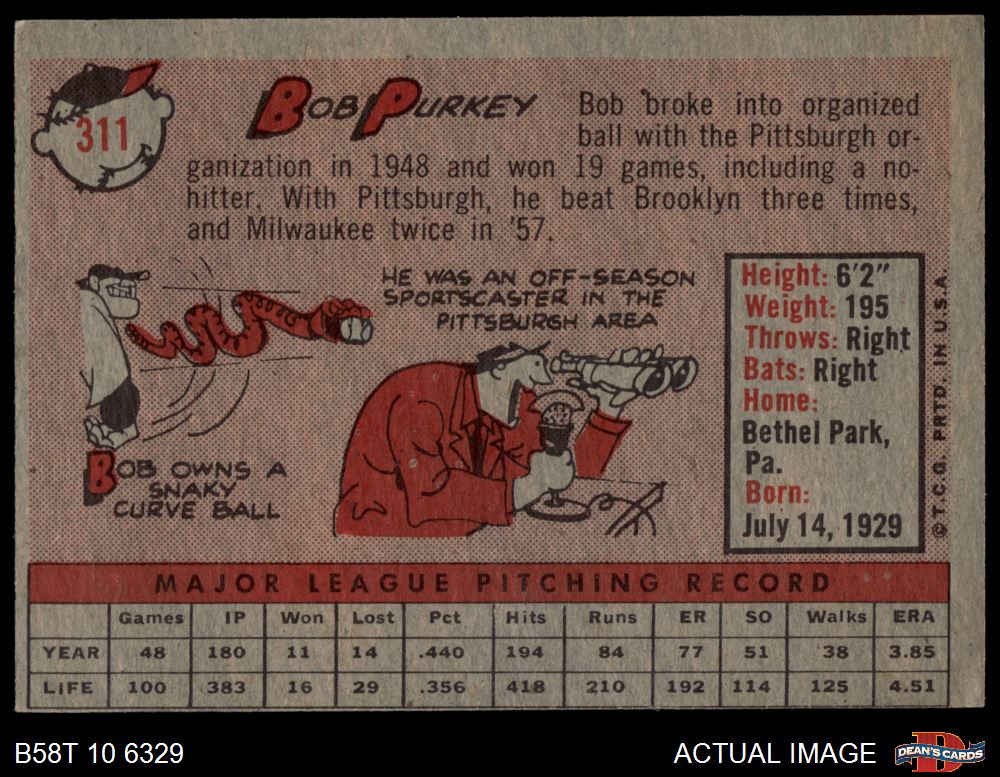 311
BOB PURKEY
Bob broke into organized
ball with the Pittsburgh or-
ganization in 1948 and won 19 games, including a no-
hitter. With Pittsburgh, he beat Brooklyn three times,
and Milwaukee twice in '57.
HE WAS AN OFF-SEASON
SPORTSCASTER IN THE
PITTSBURGH AREA
BOB OWNS A
SNAKY
CURVE BALL
Height: 6'2"
Weight: 195
Throws: Right
Bats: Right
Home:
Bethel Park,
Pa.
Born:
July 14, 1929
© T.C.G. PRTD. IN U.S.A.
MAJOR LEAGUE PITCHING RECORD
Games IP Won Lost Pct Hits Runs ER SO Walks ERA
YEAR 48 180 11 14 .440 194 84 77 51 38 3.85
LIFE 100 383 16 29 .356 418 210 192 114 125 4.51
B58T 10 6329
ACTUAL IMAGE
DEAN'S CARDS